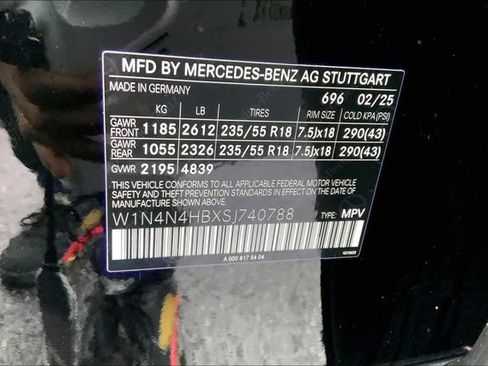 MFD BY MERCEDES-BENZ AG STUTTGART
MADE IN GERMANY 696 02/25
KG LB TIRES RIM SIZE COLD KPA (PSI)
GAWR FRONT 1185 2612 235/55 R18 7.5Jx18 290(43)
GAWR REAR 1055 2326 235/55 R18 7.5Jx18 290(43)
GVWR 2195 4839
THIS VEHICLE CONFORMS TO ALL APPLICABLE FEDERAL MOTOR VEHICLE
SAFETY AND THEFT PREVENTION STANDARDS IN EFFECT ON THE DATE OF
MANUFACTURE SHOWN ABOVE.
W1N4N4HBXSJ740788 TYPE: MPV
A 000 817 54 04